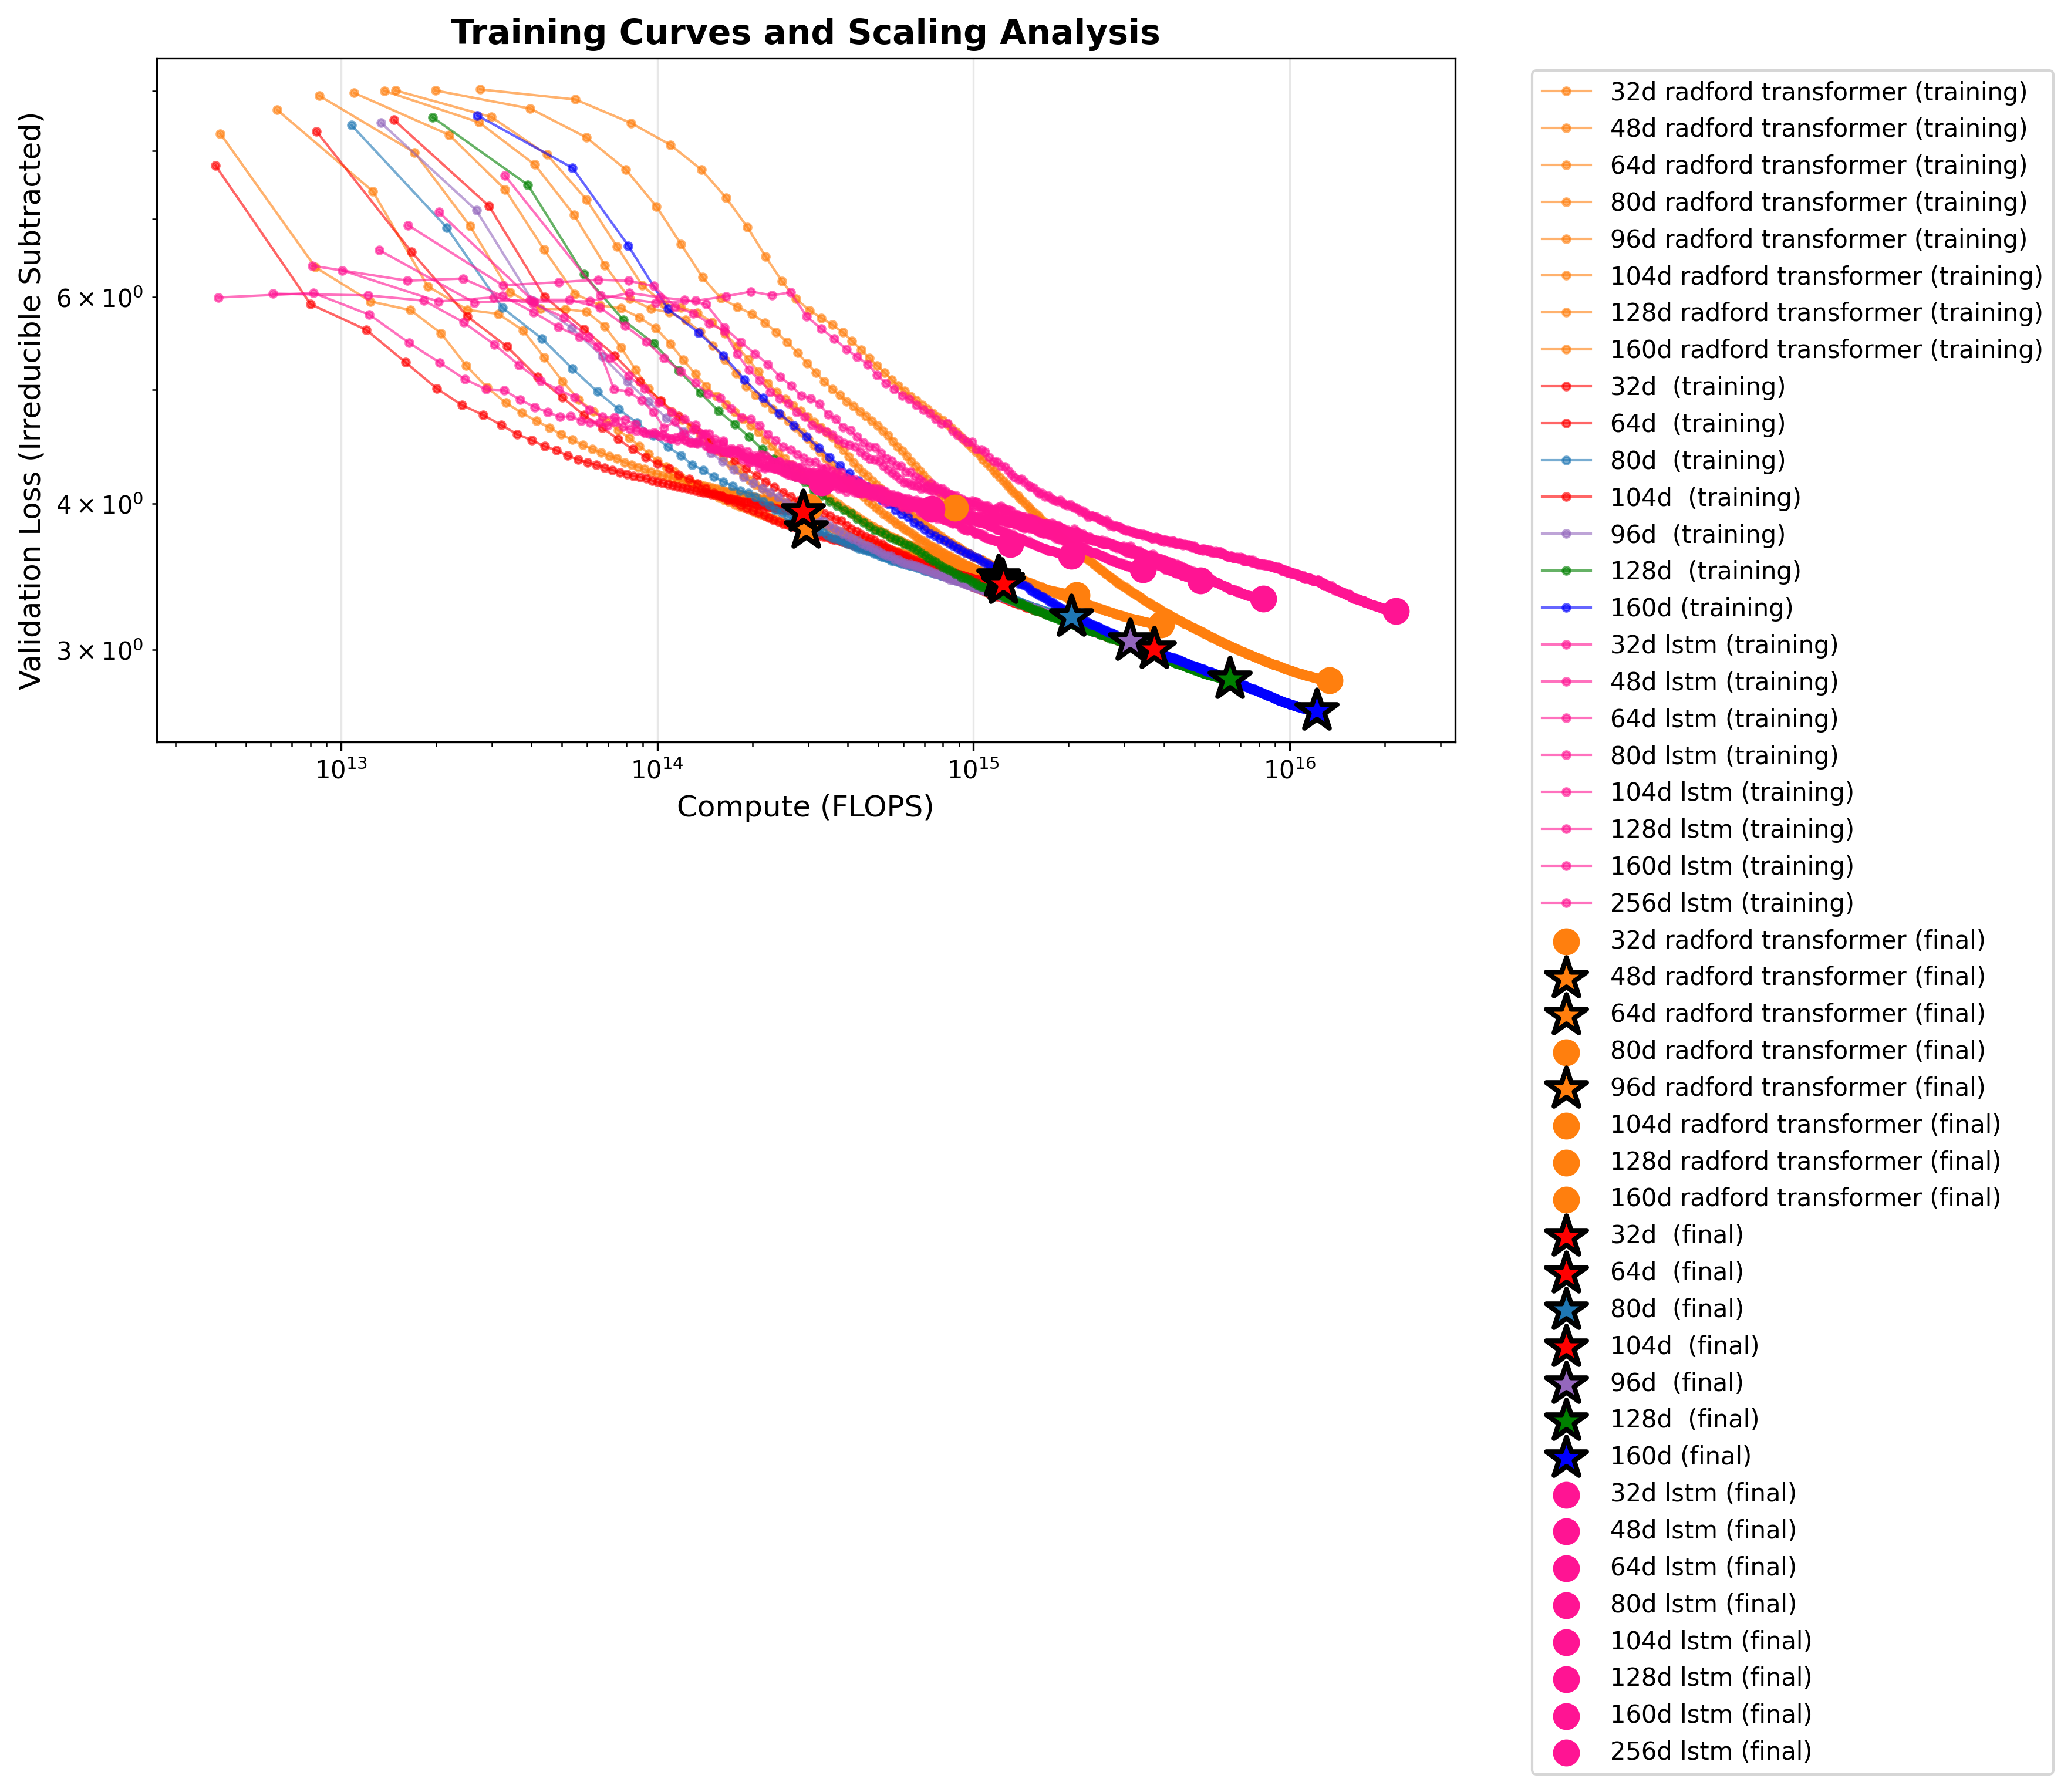 Training Curves and Scaling Analysis
Validation Loss (Irreducible Subtracted)
6 × 10⁰
4 × 10⁰
3 × 10⁰
10¹³
10¹⁴
10¹⁵
10¹⁶
Compute (FLOPS)
32d radford transformer (training)
48d radford transformer (training)
64d radford transformer (training)
80d radford transformer (training)
96d radford transformer (training)
104d radford transformer (training)
128d radford transformer (training)
160d radford transformer (training)
32d  (training)
64d  (training)
80d  (training)
104d  (training)
96d  (training)
128d  (training)
160d (training)
32d lstm (training)
48d lstm (training)
64d lstm (training)
80d lstm (training)
104d lstm (training)
128d lstm (training)
160d lstm (training)
256d lstm (training)
32d radford transformer (final)
48d radford transformer (final)
64d radford transformer (final)
80d radford transformer (final)
96d radford transformer (final)
104d radford transformer (final)
128d radford transformer (final)
160d radford transformer (final)
32d  (final)
64d  (final)
80d  (final)
104d  (final)
96d  (final)
128d  (final)
160d (final)
32d lstm (final)
48d lstm (final)
64d lstm (final)
80d lstm (final)
104d lstm (final)
128d lstm (final)
160d lstm (final)
256d lstm (final)